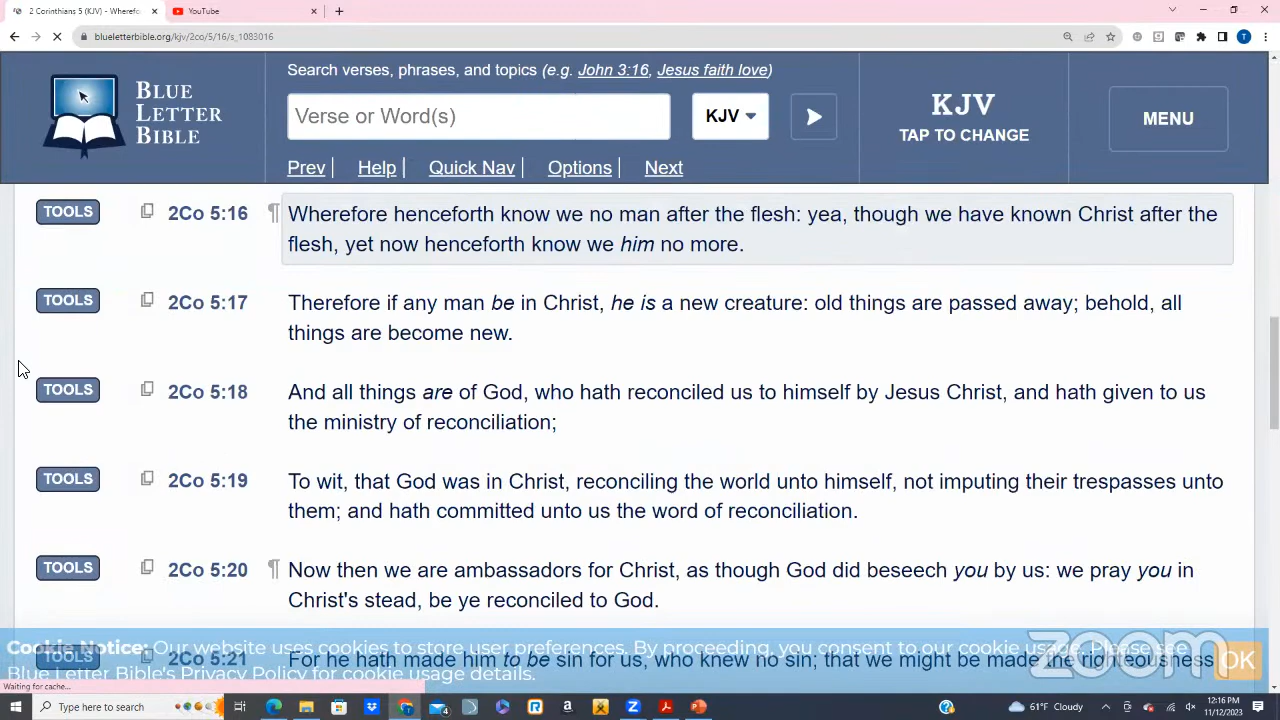 2 Corinthians 5 (KJV) - Wherefo
YouTube
blueletterbible.org/kjv/2co/5/16/s_1083016
BLUE
LETTER
BIBLE
Search verses, phrases, and topics (e.g. John 3:16, Jesus faith love)
Verse or Word(s)
KJV
KJV
TAP TO CHANGE
MENU
Prev | Help | Quick Nav | Options | Next
TOOLS 2Co 5:16 ¶ Wherefore henceforth know we no man after the flesh: yea, though we have known Christ after the
flesh, yet now henceforth know we him no more.
TOOLS 2Co 5:17 Therefore if any man be in Christ, he is a new creature: old things are passed away; behold, all
things are become new.
TOOLS 2Co 5:18 And all things are of God, who hath reconciled us to himself by Jesus Christ, and hath given to us
the ministry of reconciliation;
TOOLS 2Co 5:19 To wit, that God was in Christ, reconciling the world unto himself, not imputing their trespasses unto
them; and hath committed unto us the word of reconciliation.
TOOLS 2Co 5:20 ¶ Now then we are ambassadors for Christ, as though God did beseech you by us: we pray you in
Christ's stead, be ye reconciled to God.
Cookie Notice: Our website uses cookies to store user preferences. By proceeding, you consent to our cookie usage. Please see
Blue Letter Bible's Privacy Policy for cookie usage details.
OK
TOOLS 2Co 5:21 For he hath made him to be sin for us, who knew no sin; that we might be made the righteousness
zoom
Waiting for cache...
Type here to search
61°F Cloudy
12:16 PM
11/12/2023